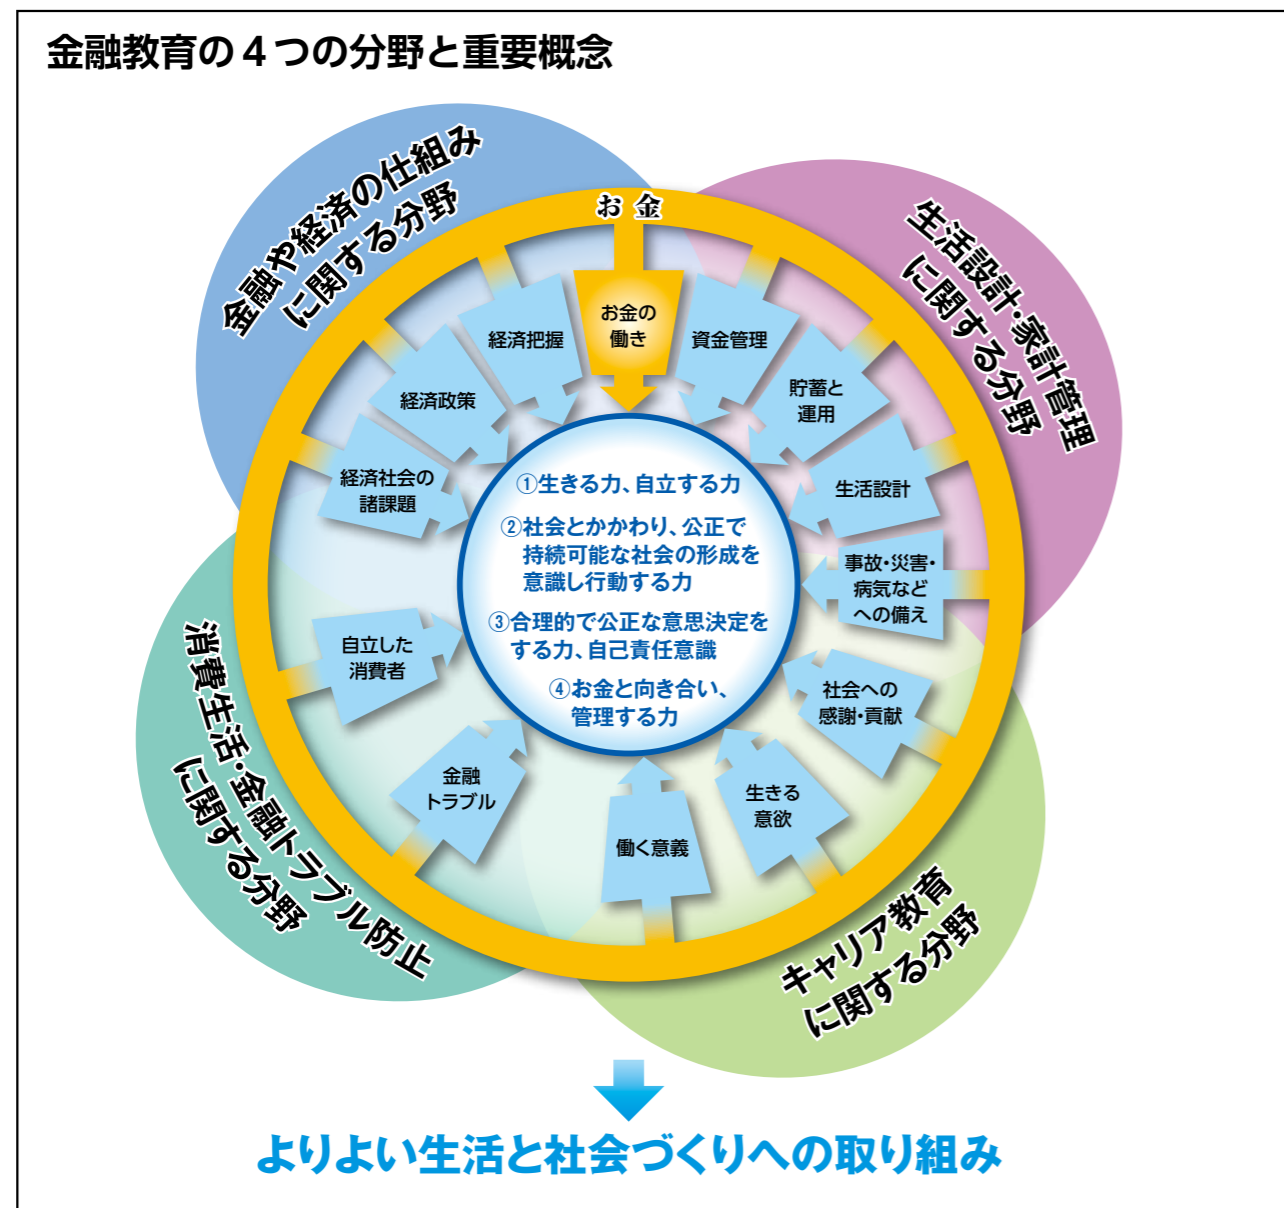 金融教育の４つの分野と重要概念
金融や経済の仕組み
に関する分野
生活設計・家計管理
に関する分野
お金
お金の
働き
資金管理
貯蓄と
運用
生活設計
事故・災害・
病気など
への備え
社会への
感謝・貢献
生きる
意欲
働く意義
金融
トラブル
自立した
消費者
経済社会の
諸課題
経済政策
経済把握
①生きる力、自立する力
②社会とかかわり、公正で
持続可能な社会の形成を
意識し行動する力
③合理的で公正な意思決定を
する力、自己責任意識
④お金と向き合い、
管理する力
消費生活・金融トラブル防止
に関する分野
キャリア教育
に関する分野
よりよい生活と社会づくりへの取り組み